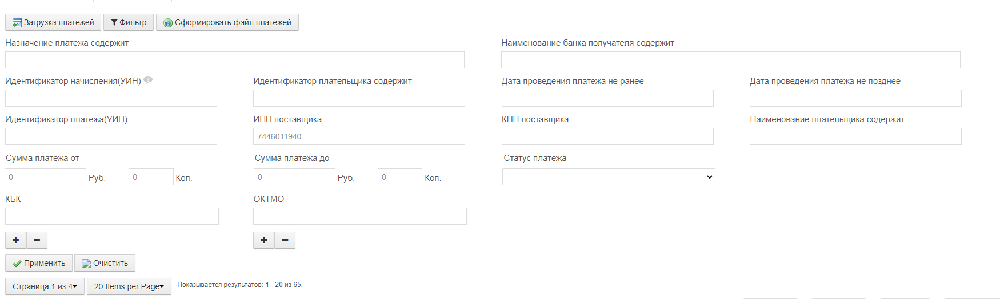 Загрузка платежей Фильтр Сформировать файл платежей
Назначение платежа содержит Наименование банка получателя содержит
Идентификатор начисления(УИН) ? Идентификатор плательщика содержит Дата проведения платежа не ранее Дата проведения платежа не позднее
Идентификатор платежа(УИП) ИНН поставщика КПП поставщика Наименование плательщика содержит
7446011940
Сумма платежа от Сумма платежа до Статус платежа
0 Руб. 0 Коп. 0 Руб. 0 Коп.
КБК ОКТМО
+ − + −
Применить Очистить
Страница 1 из 4 20 Items per Page Показывается результатов: 1 - 20 из 65.